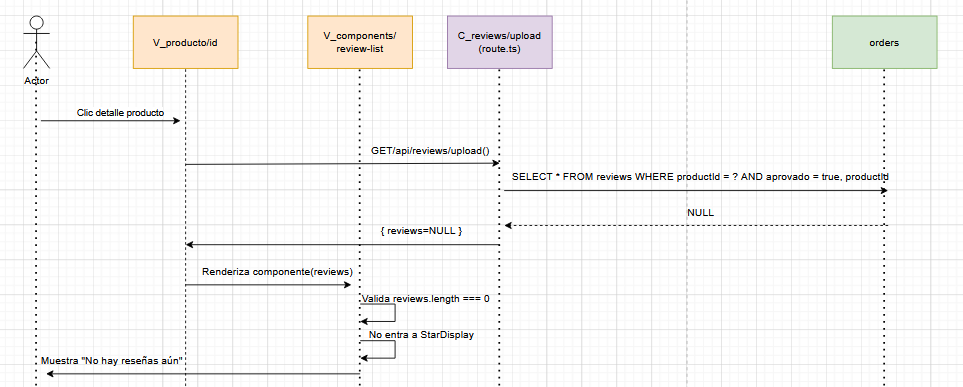 V_producto/id
V_components/
review-list
C_reviews/upload
(route.ts)
orders
Actor
Clic detalle producto
GET/api/reviews/upload()
SELECT * FROM reviews WHERE productId = ? AND aprovado = true, productId
NULL
{ reviews=NULL }
Renderiza componente(reviews)
Valida reviews.length === 0
No entra a StarDisplay
Muestra "No hay reseñas aún"